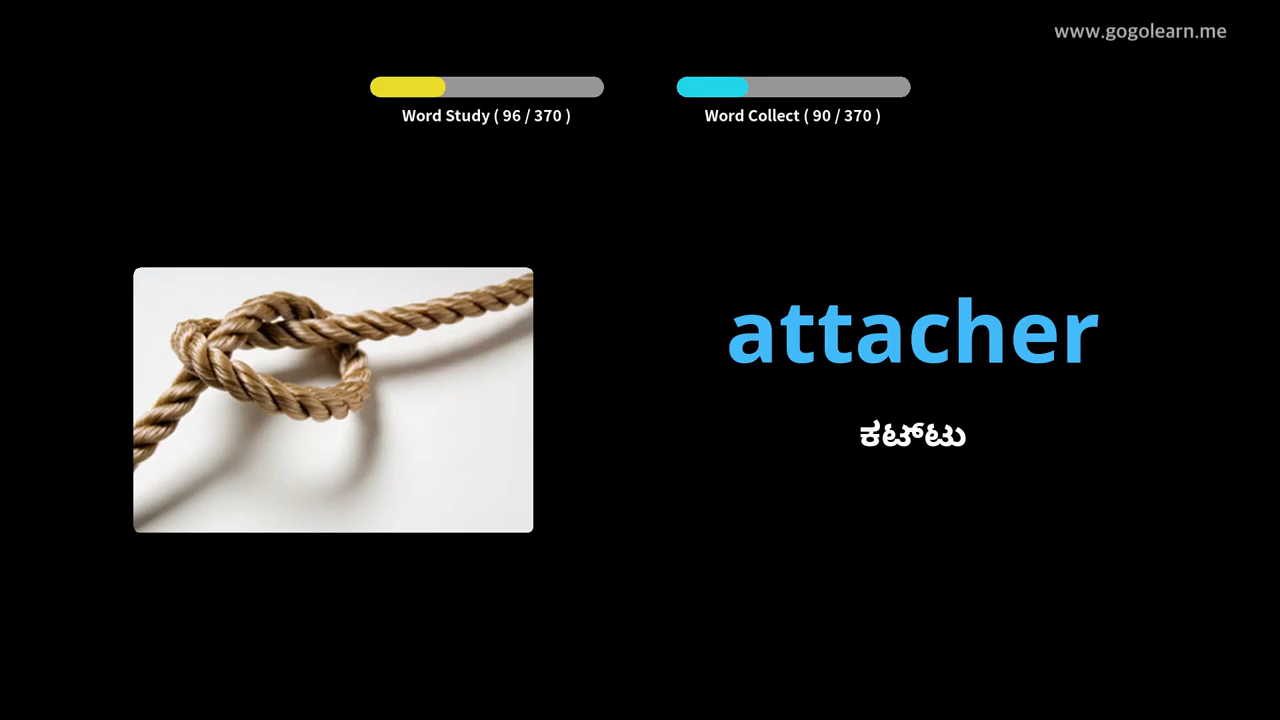 www.gogolearn.me
Word Study ( 96 / 370 )
Word Collect ( 90 / 370 )
attacher
ಕಟ್ಟು